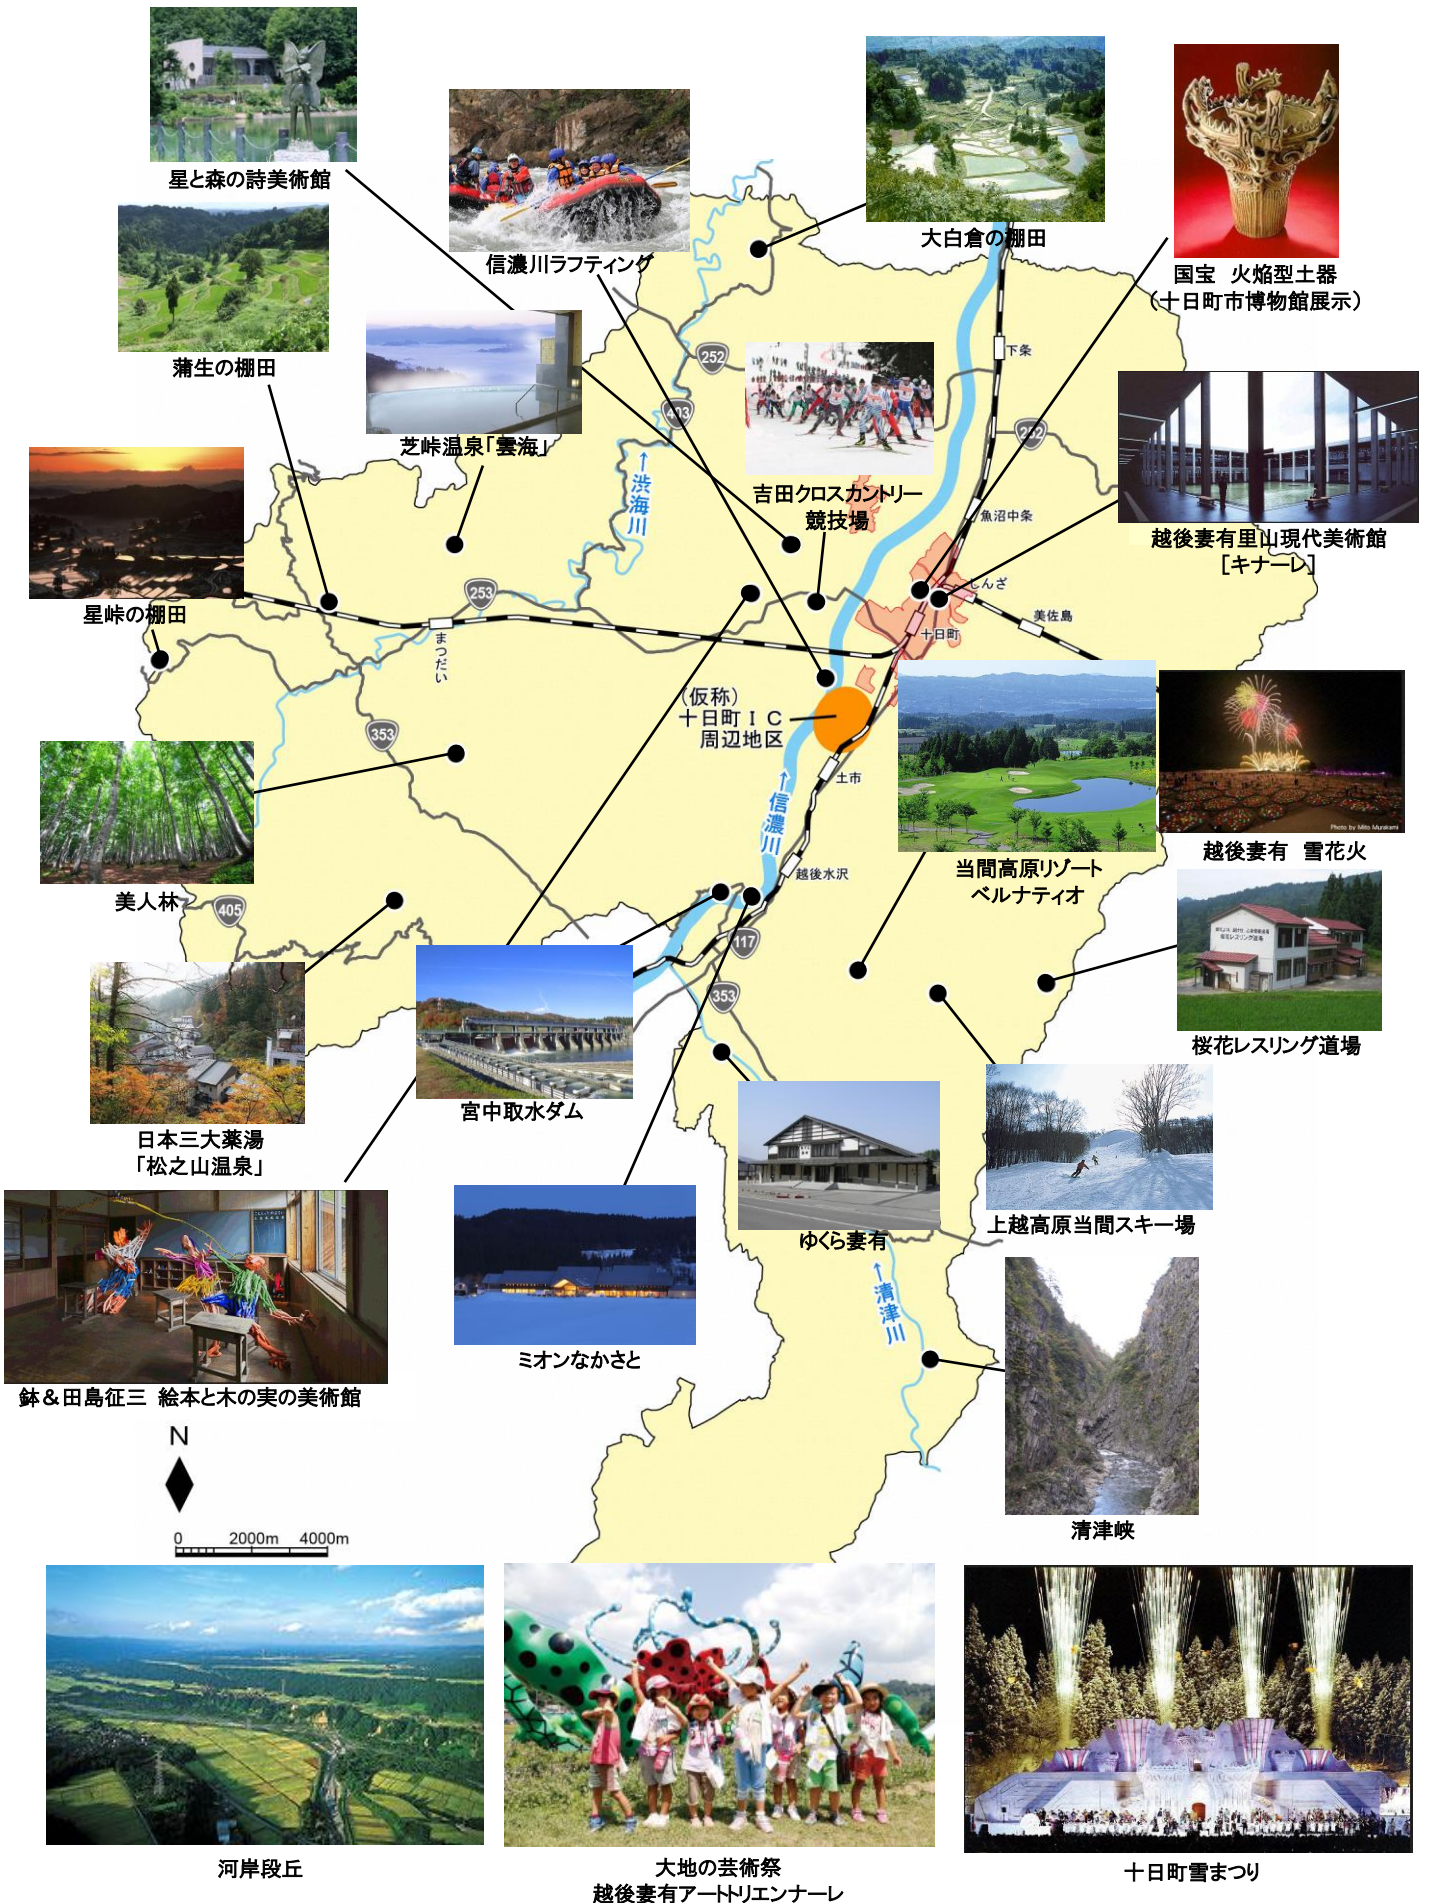 星と森の詩美術館
信濃川ラフティング
大白倉の棚田
国宝　火焔型土器
（十日町市博物館展示）
蒲生の棚田
252
下条
403
252
芝峠温泉「雲海」
←渋海川
吉田クロスカントリー
競技場
魚沼中条
越後妻有里山現代美術館
［キナーレ］
しんざ
253
星峠の棚田
美佐島
まつだい
十日町
（仮称）
十日町ＩＣ
周辺地区
353
土市
←信濃川
越後水沢
当間高原リゾート
ベルナティオ
Photo by Mito Murakami
越後妻有　雪花火
美人林
405
117
桜花レスリング道場
353
桜花レスリング道場
宮中取水ダム
日本三大薬湯
「松之山温泉」
上越高原当間スキー場
ゆくら妻有
←清津川
ミオンなかさと
鉢＆田島征三 絵本と木の実の美術館
N
0 2000m 4000m
清津峡
河岸段丘
大地の芸術祭
越後妻有アートトリエンナーレ
十日町雪まつり